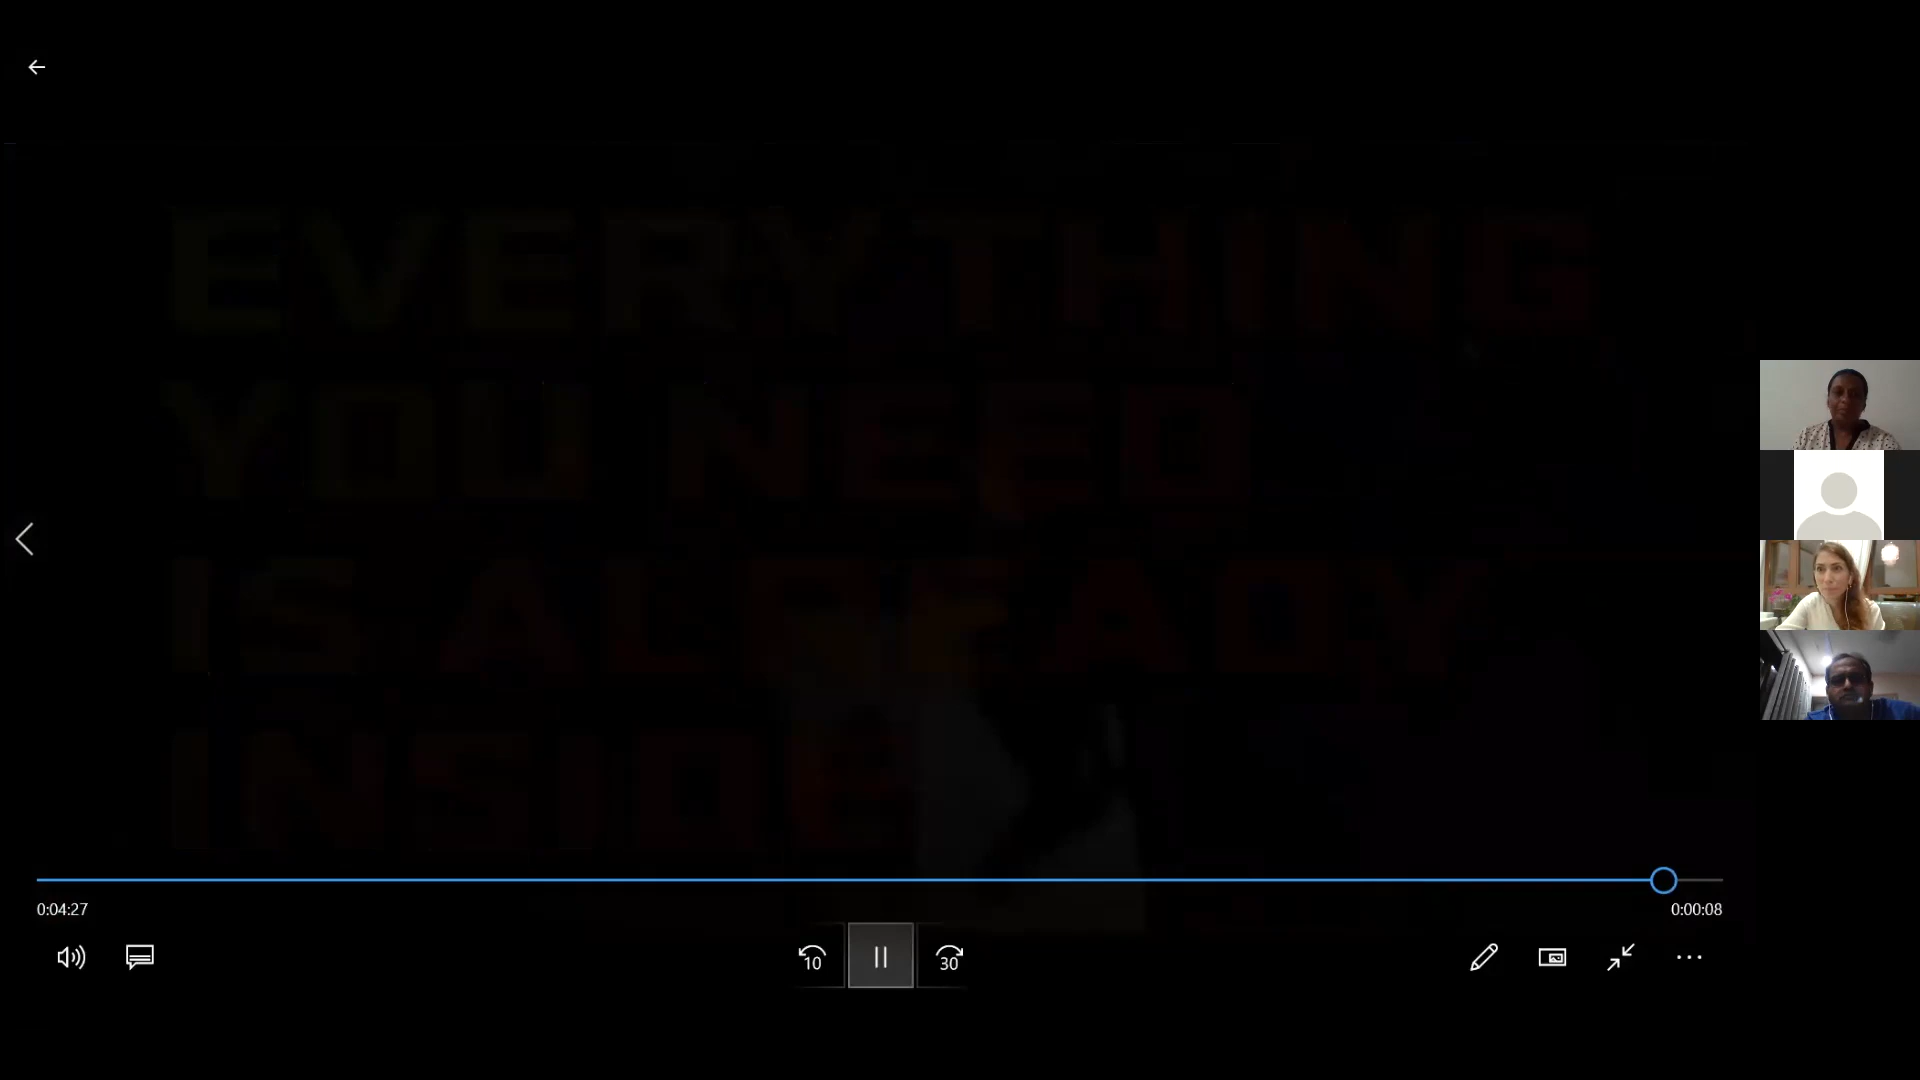 EVERYTHING
YOU NEED
IS ALREADY
INSIDE
0:04:27
0:00:08
10
30